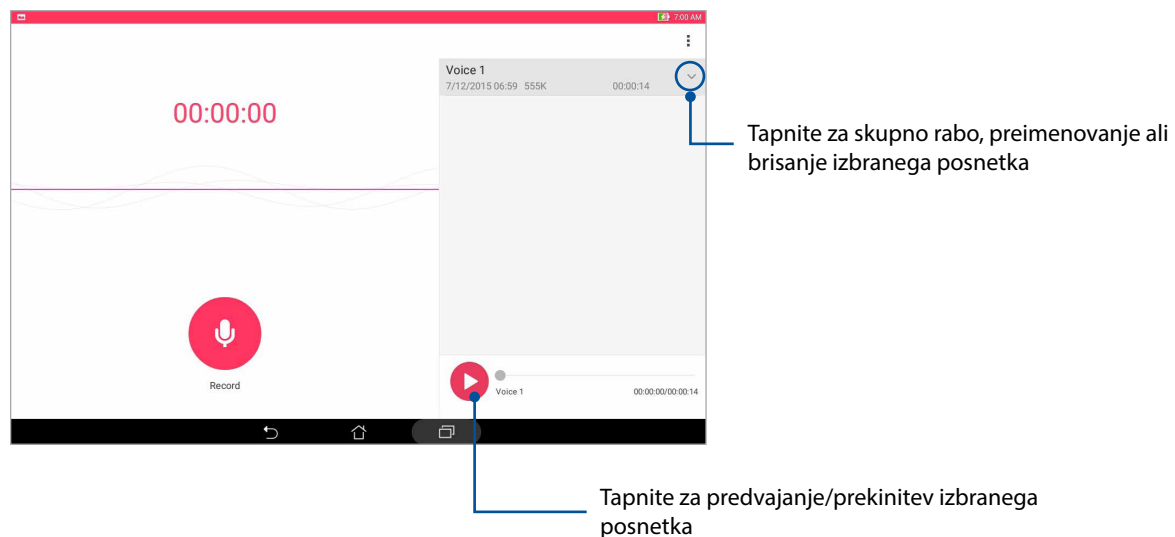 7:00 AM
Voice 1
7/12/2015 06:59 555K 00:00:14
00:00:00
Tapnite za skupno rabo, preimenovanje ali
brisanje izbranega posnetka
Record
Voice 1 00:00:00/00:00:14
Tapnite za predvajanje/prekinitev izbranega
posnetka